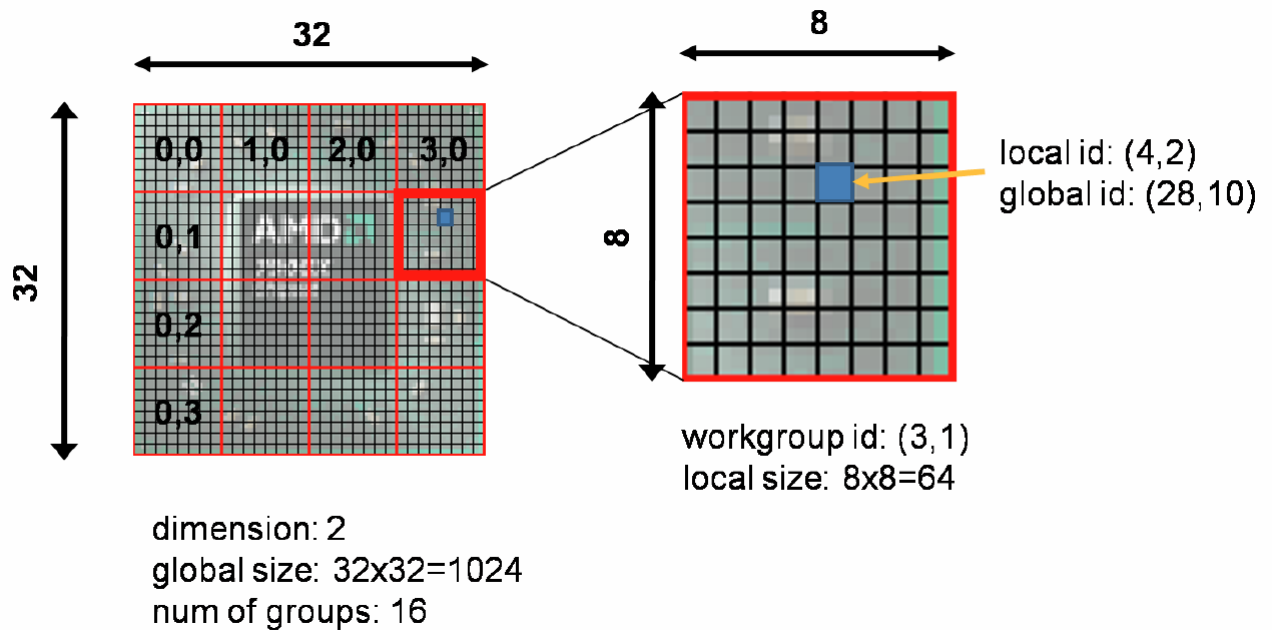 32
32
0,0 1,0 2,0 3,0
0,1
0,2
0,3
AMD
8
8
local id: (4,2)
global id: (28,10)
workgroup id: (3,1)
local size: 8x8=64
dimension: 2
global size: 32x32=1024
num of groups: 16